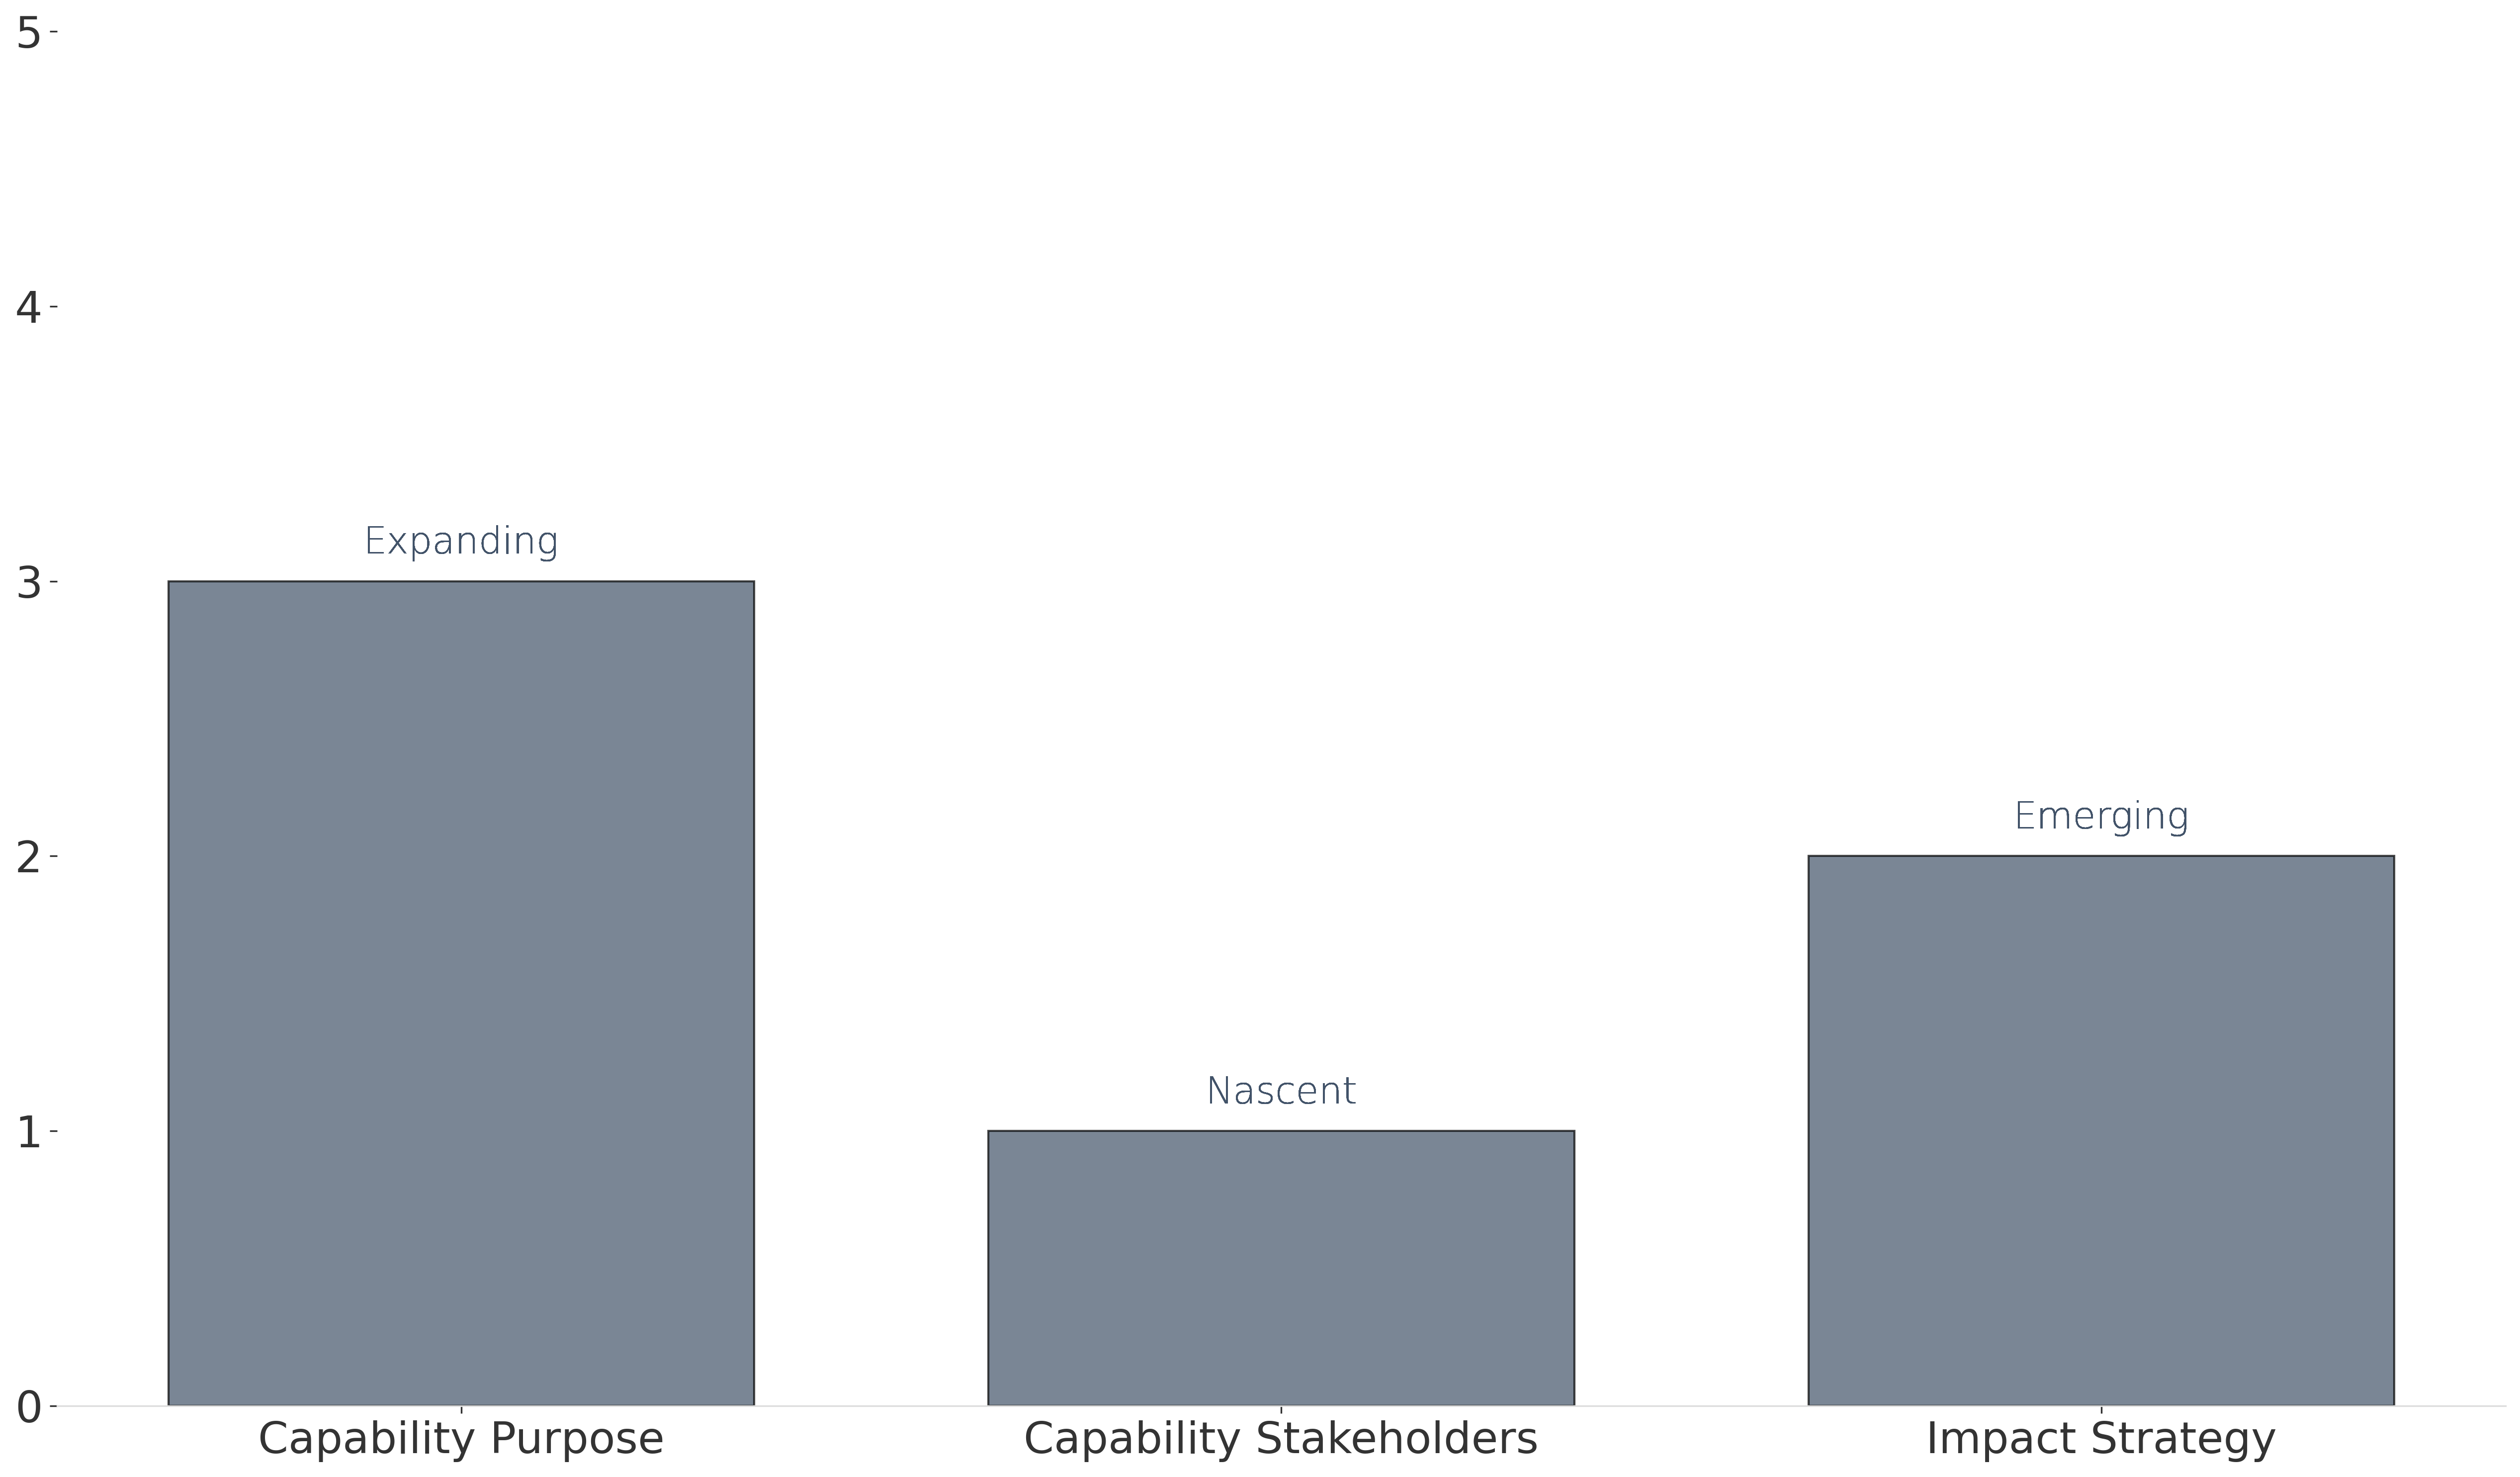 5
4
Expanding
3
Emerging
2
Nascent
1
0
Capability Purpose Capability Stakeholders Impact Strategy